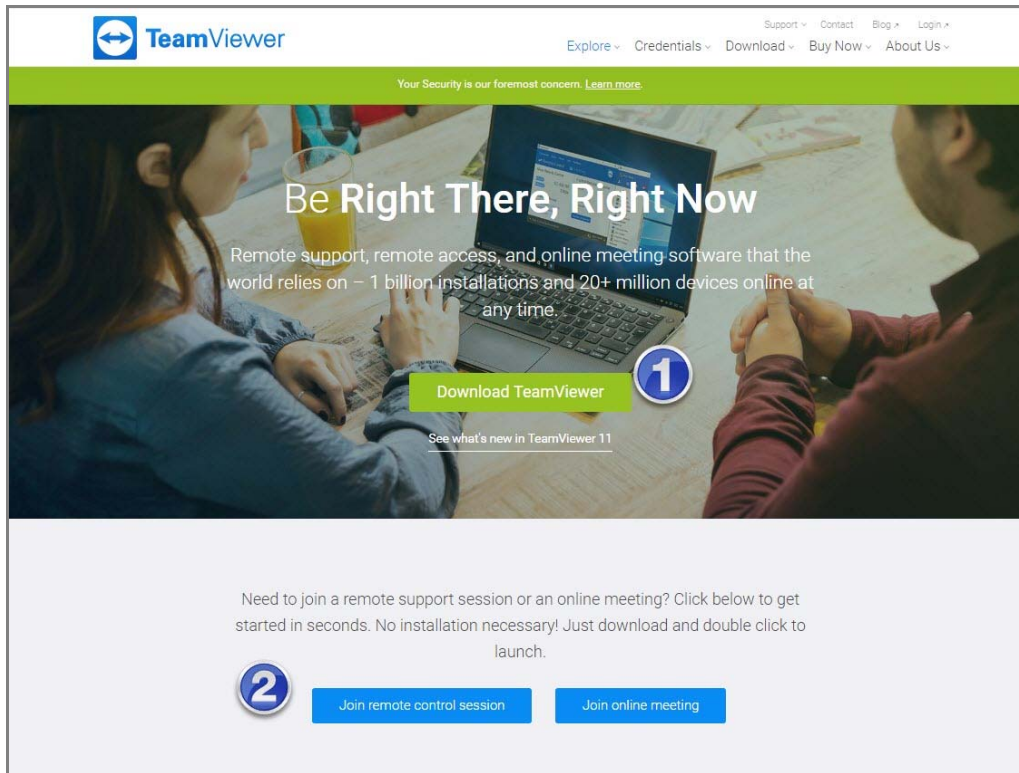 TeamViewer
Support Contact Blog Login
Explore Credentials Download Buy Now About Us
Your Security is our foremost concern. Learn more.
Be Right There, Right Now
Remote support, remote access, and online meeting software that the
world relies on – 1 billion installations and 20+ million devices online at
any time.
Download TeamViewer
1
See what's new in TeamViewer 11
Need to join a remote support session or an online meeting? Click below to get
started in seconds. No installation necessary! Just download and double click to
launch.
2
Join remote control session
Join online meeting